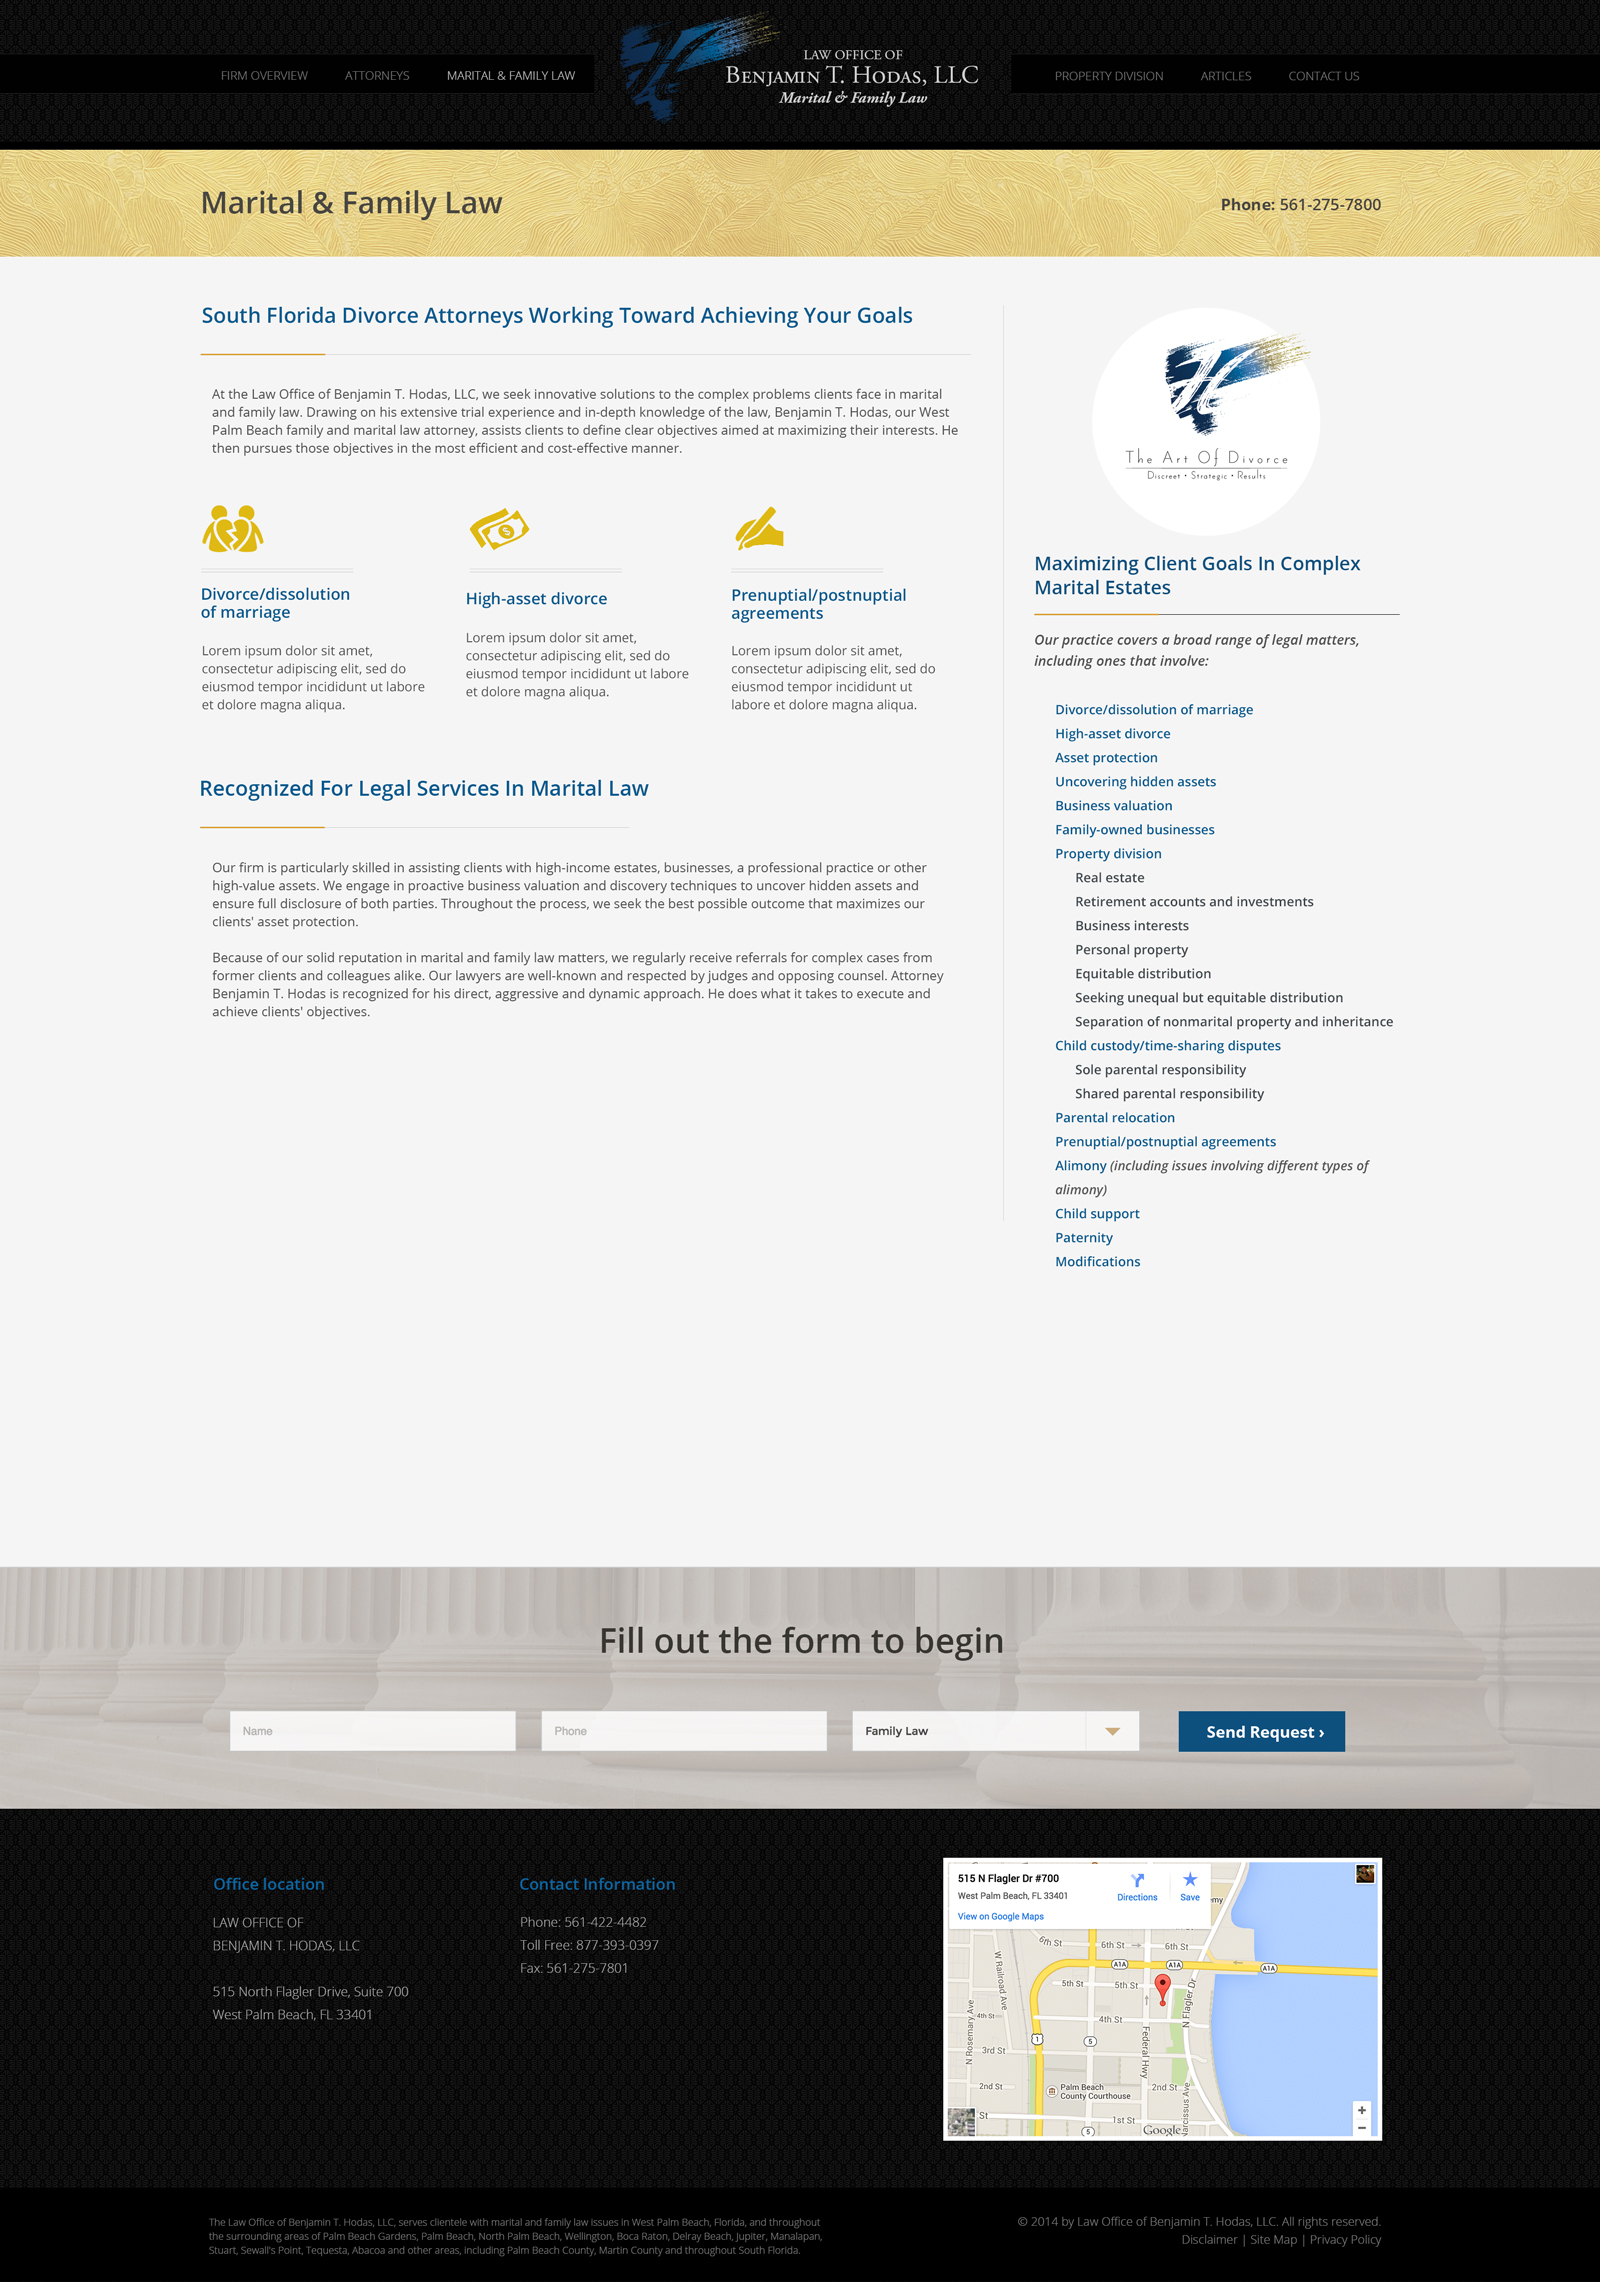 FIRM OVERVIEW ATTORNEYS MARITAL & FAMILY LAW
LAW OFFICE OF
BENJAMIN T. HODAS, LLC
Marital & Family Law
PROPERTY DIVISION ARTICLES CONTACT US
Marital & Family Law
Phone: 561-275-7800
South Florida Divorce Attorneys Working Toward Achieving Your Goals
At the Law Office of Benjamin T. Hodas, LLC, we seek innovative solutions to the complex problems clients face in marital
and family law. Drawing on his extensive trial experience and in-depth knowledge of the law, Benjamin T. Hodas, our West
Palm Beach family and marital law attorney, assists clients to define clear objectives aimed at maximizing their interests. He
then pursues those objectives in the most efficient and cost-effective manner.
Divorce/dissolution
of marriage
Lorem ipsum dolor sit amet,
consectetur adipiscing elit, sed do
eiusmod tempor incididunt ut labore
et dolore magna aliqua.
High-asset divorce
Lorem ipsum dolor sit amet,
consectetur adipiscing elit, sed do
eiusmod tempor incididunt ut labore
et dolore magna aliqua.
Prenuptial/postnuptial
agreements
Lorem ipsum dolor sit amet,
consectetur adipiscing elit, sed do
eiusmod tempor incididunt ut
labore et dolore magna aliqua.
Recognized For Legal Services In Marital Law
Our firm is particularly skilled in assisting clients with high-income estates, businesses, a professional practice or other
high-value assets. We engage in proactive business valuation and discovery techniques to uncover hidden assets and
ensure full disclosure of both parties. Throughout the process, we seek the best possible outcome that maximizes our
clients' asset protection.
Because of our solid reputation in marital and family law matters, we regularly receive referrals for complex cases from
former clients and colleagues alike. Our lawyers are well-known and respected by judges and opposing counsel. Attorney
Benjamin T. Hodas is recognized for his direct, aggressive and dynamic approach. He does what it takes to execute and
achieve clients' objectives.
The Art Of Divorce
Discreet • Strategic • Results
Maximizing Client Goals In Complex
Marital Estates
Our practice covers a broad range of legal matters,
including ones that involve:
Divorce/dissolution of marriage
High-asset divorce
Asset protection
Uncovering hidden assets
Business valuation
Family-owned businesses
Property division
Real estate
Retirement accounts and investments
Business interests
Personal property
Equitable distribution
Seeking unequal but equitable distribution
Separation of nonmarital property and inheritance
Child custody/time-sharing disputes
Sole parental responsibility
Shared parental responsibility
Parental relocation
Prenuptial/postnuptial agreements
Alimony (including issues involving different types of
alimony)
Child support
Paternity
Modifications
Fill out the form to begin
Name
Phone
Family Law
Send Request ›
Office location
LAW OFFICE OF
BENJAMIN T. HODAS, LLC
515 North Flagler Drive, Suite 700
West Palm Beach, FL 33401
Contact Information
Phone: 561-422-4482
Toll Free: 877-393-0397
Fax: 561-275-7801
515 N Flagler Dr #700
West Palm Beach, FL 33401
View on Google Maps
Directions
Save
6th St
6th St
6th St
A1A
A1A
A1A
5th St
5th St
4th St
4th St
W Railroad Ave
N Rosemary Ave
N Flagler Dr
Federal Hwy
1
5
3rd St
2nd St
2nd St
Palm Beach
County Courthouse
St
1st St
5
Google
+
−
The Law Office of Benjamin T. Hodas, LLC, serves clientele with marital and family law issues in West Palm Beach, Florida, and throughout
the surrounding areas of Palm Beach Gardens, Palm Beach, North Palm Beach, Wellington, Boca Raton, Delray Beach, Jupiter, Manalapan,
Stuart, Sewall's Point, Tequesta, Abacoa and other areas, including Palm Beach County, Martin County and throughout South Florida.
© 2014 by Law Office of Benjamin T. Hodas, LLC. All rights reserved.
Disclaimer | Site Map | Privacy Policy